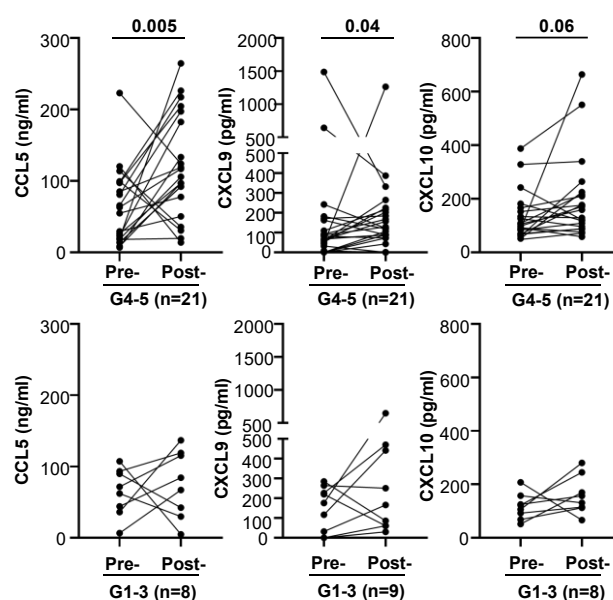 0.005
CCL5 (ng/ml)
300
200
100
0
Pre- Post-
G4-5 (n=21)
0.04
CXCL9 (pg/ml)
1500
1000
500
500
400
300
200
100
0
Pre- Post-
G4-5 (n=21)
0.06
CXCL10 (pg/ml)
800
600
400
200
0
Pre- Post-
G4-5 (n=21)
CCL5 (ng/ml)
300
200
100
0
Pre- Post-
G1-3 (n=8)
CXCL9 (pg/ml)
2000
1500
1000
500
500
400
300
200
100
0
Pre- Post-
G1-3 (n=9)
CXCL10 (pg/ml)
800
600
400
200
0
Pre- Post-
G1-3 (n=8)